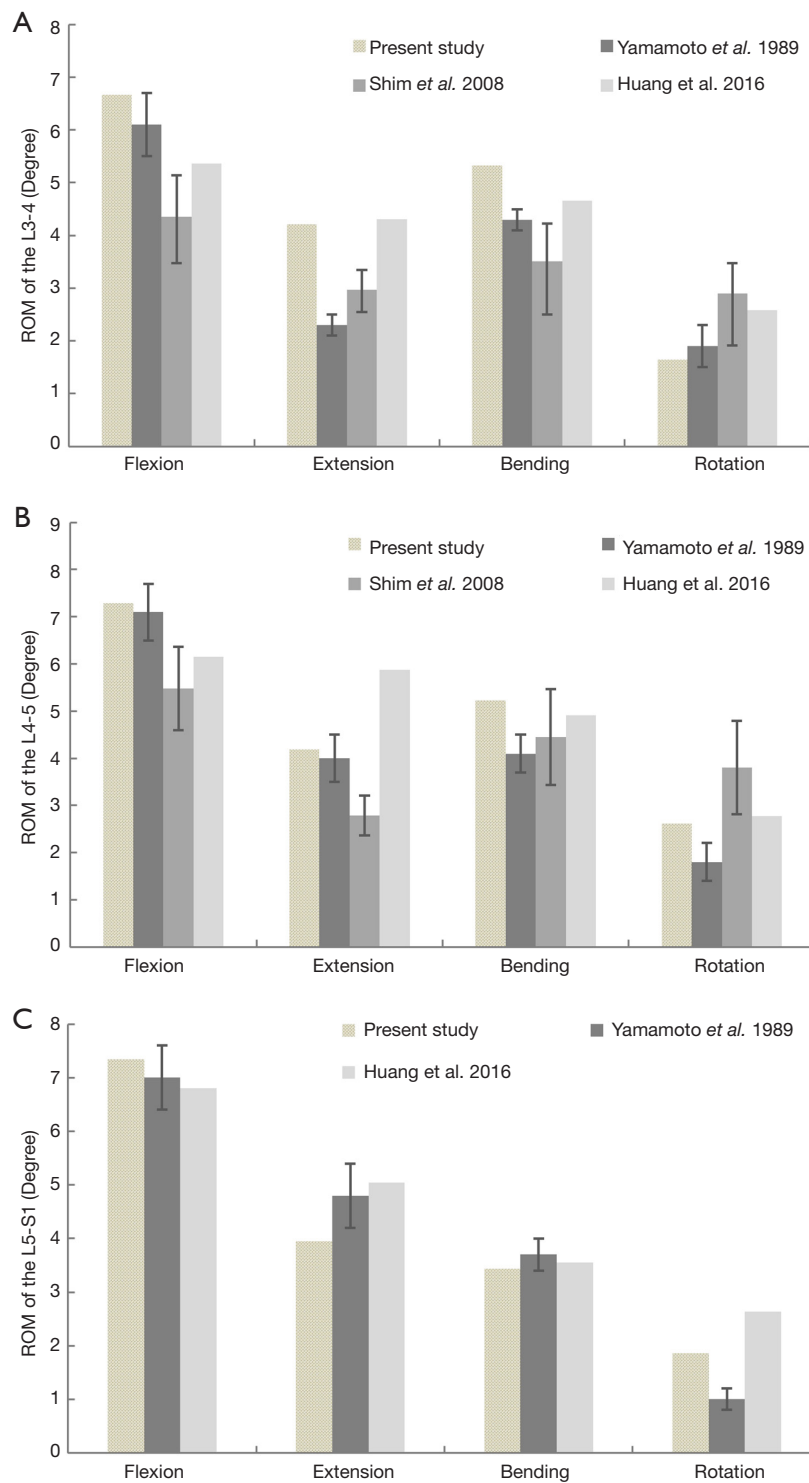 A
ROM of the L3-4 (Degree)
8
7
6
5
4
3
2
1
0
Present study
Yamamoto et al. 1989
Shim et al. 2008
Huang et al. 2016
Flexion
Extension
Bending
Rotation
B
ROM of the L4-5 (Degree)
9
8
7
6
5
4
3
2
1
0
Present study
Yamamoto et al. 1989
Shim et al. 2008
Huang et al. 2016
Flexion
Extension
Bending
Rotation
C
ROM of the L5-S1 (Degree)
8
7
6
5
4
3
2
1
0
Present study
Yamamoto et al. 1989
Huang et al. 2016
Flexion
Extension
Bending
Rotation